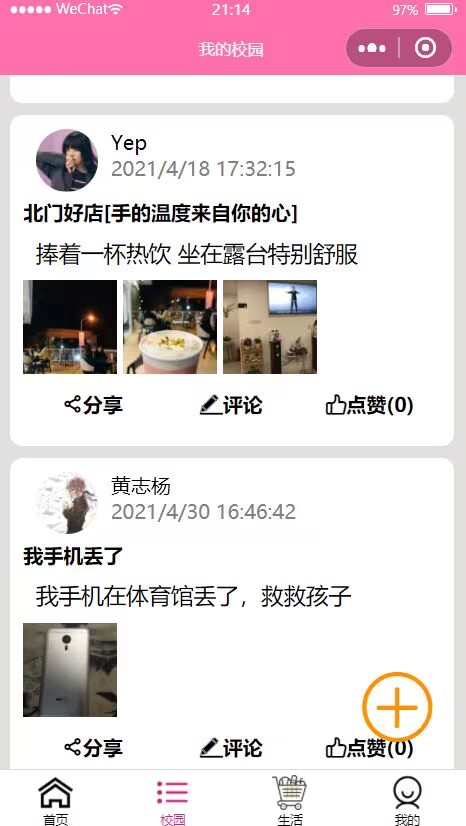 WeChat 21:14 97%
我的校园
Yep
2021/4/18 17:32:15
北门好店[手的温度来自你的心]
捧着一杯热饮 坐在露台特别舒服
分享 评论 点赞(0)
黄志杨
2021/4/30 16:46:42
我手机丢了
我手机在体育馆丢了，救救孩子
分享 评论 点赞(0)
首页 校园 生活 我的